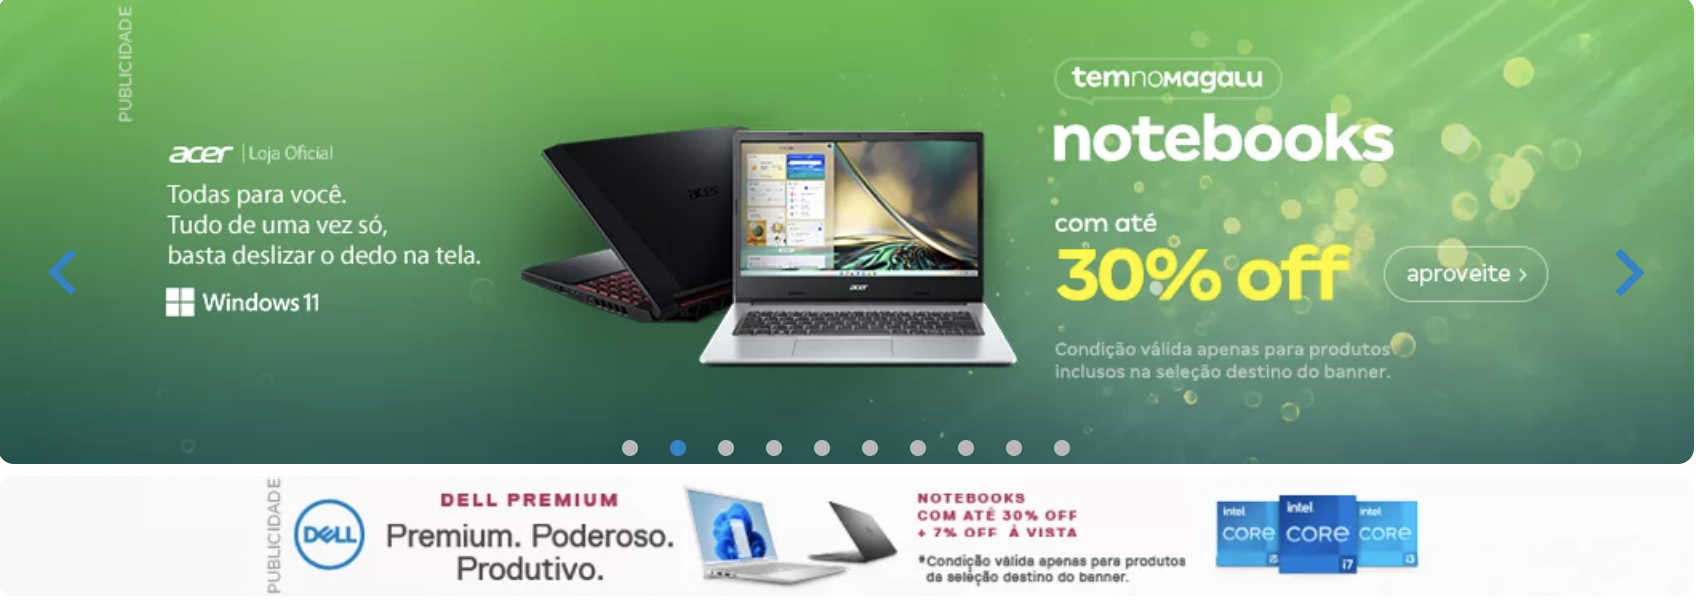 PUBLICIDADE
acer | Loja Oficial
Todas para você.
Tudo de uma vez só,
basta deslizar o dedo na tela.
Windows 11
acer
acer
temnomagalu
notebooks
com até
30% off
aproveite ›
Condição válida apenas para produtos
inclusos na seleção destino do banner.
PUBLICIDADE
DELL
DELL PREMIUM
Premium. Poderoso.
Produtivo.
NOTEBOOKS
COM ATÉ 30% OFF
+ 7% OFF À VISTA
*Condição válida apenas para produtos
da seleção destino do banner.
intel CORE i5
intel CORE i7
intel CORE i3